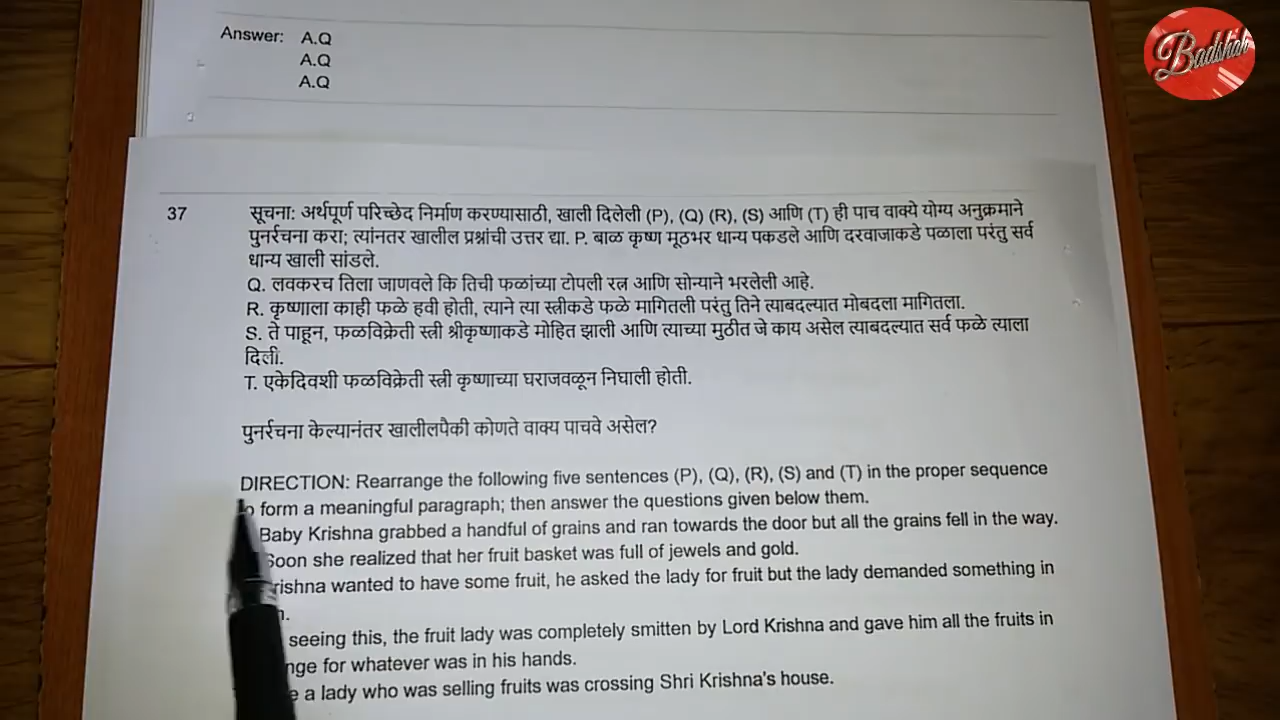 Badshah
Answer: A.Q
A.Q
A.Q
37
सूचना: अर्थपूर्ण परिच्छेद निर्माण करण्यासाठी, खाली दिलेली (P), (Q) (R), (S) आणि (T) ही पाच वाक्ये योग्य अनुक्रमाने
पुनर्रचना करा; त्यांनतर खालील प्रश्नांची उत्तर द्या. P. बाळ कृष्ण मूठभर धान्य पकडले आणि दरवाजाकडे पळाला परंतु सर्व
धान्य खाली सांडले.
Q. लवकरच तिला जाणवले कि तिची फळांच्या टोपली रत्न आणि सोन्याने भरलेली आहे.
R. कृष्णाला काही फळे हवी होती, त्याने त्या स्त्रीकडे फळे मागितली परंतु तिने त्याबदल्यात मोबदला मागितला.
S. ते पाहून, फळविक्रेती स्त्री श्रीकृष्णाकडे मोहित झाली आणि त्याच्या मुठीत जे काय असेल त्याबदल्यात सर्व फळे त्याला
दिली.
T. एकेदिवशी फळविक्रेती स्त्री कृष्णाच्या घराजवळून निघाली होती.
पुनर्रचना केल्यानंतर खालीलपैकी कोणते वाक्य पाचवे असेल?
DIRECTION: Rearrange the following five sentences (P), (Q), (R), (S) and (T) in the proper sequence
form a meaningful paragraph; then answer the questions given below them.
Baby Krishna grabbed a handful of grains and ran towards the door but all the grains fell in the way.
Soon she realized that her fruit basket was full of jewels and gold.
wanted to have some fruit, he asked the lady for fruit but the lady demanded something in
seeing this, the fruit lady was completely smitten by Lord Krishna and gave him all the fruits in
for whatever was in his hands.
a lady who was selling fruits was crossing Shri Krishna's house.